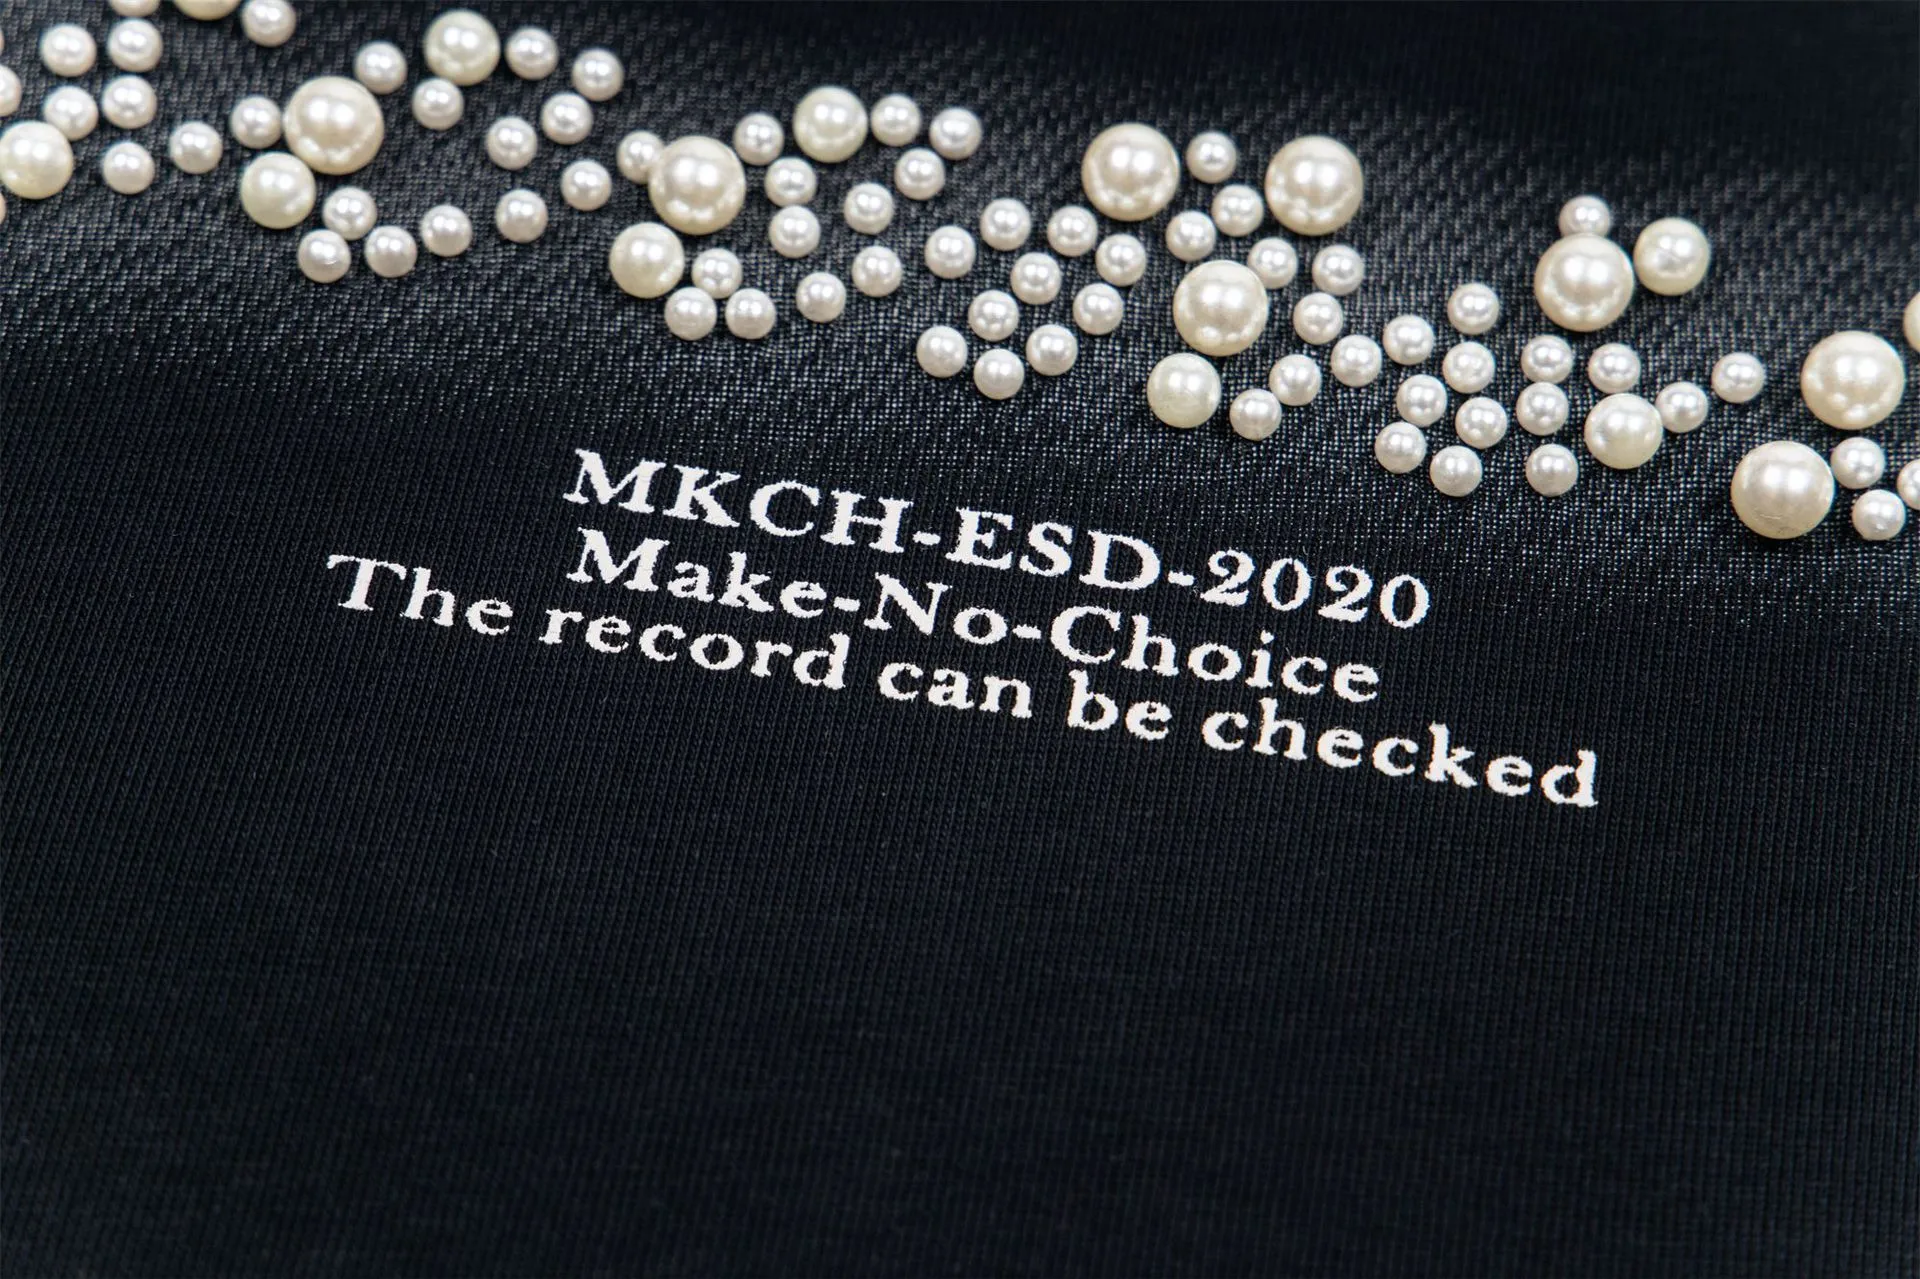 MKCH-ESD-2020
Make-No-Choice
The record can be checked